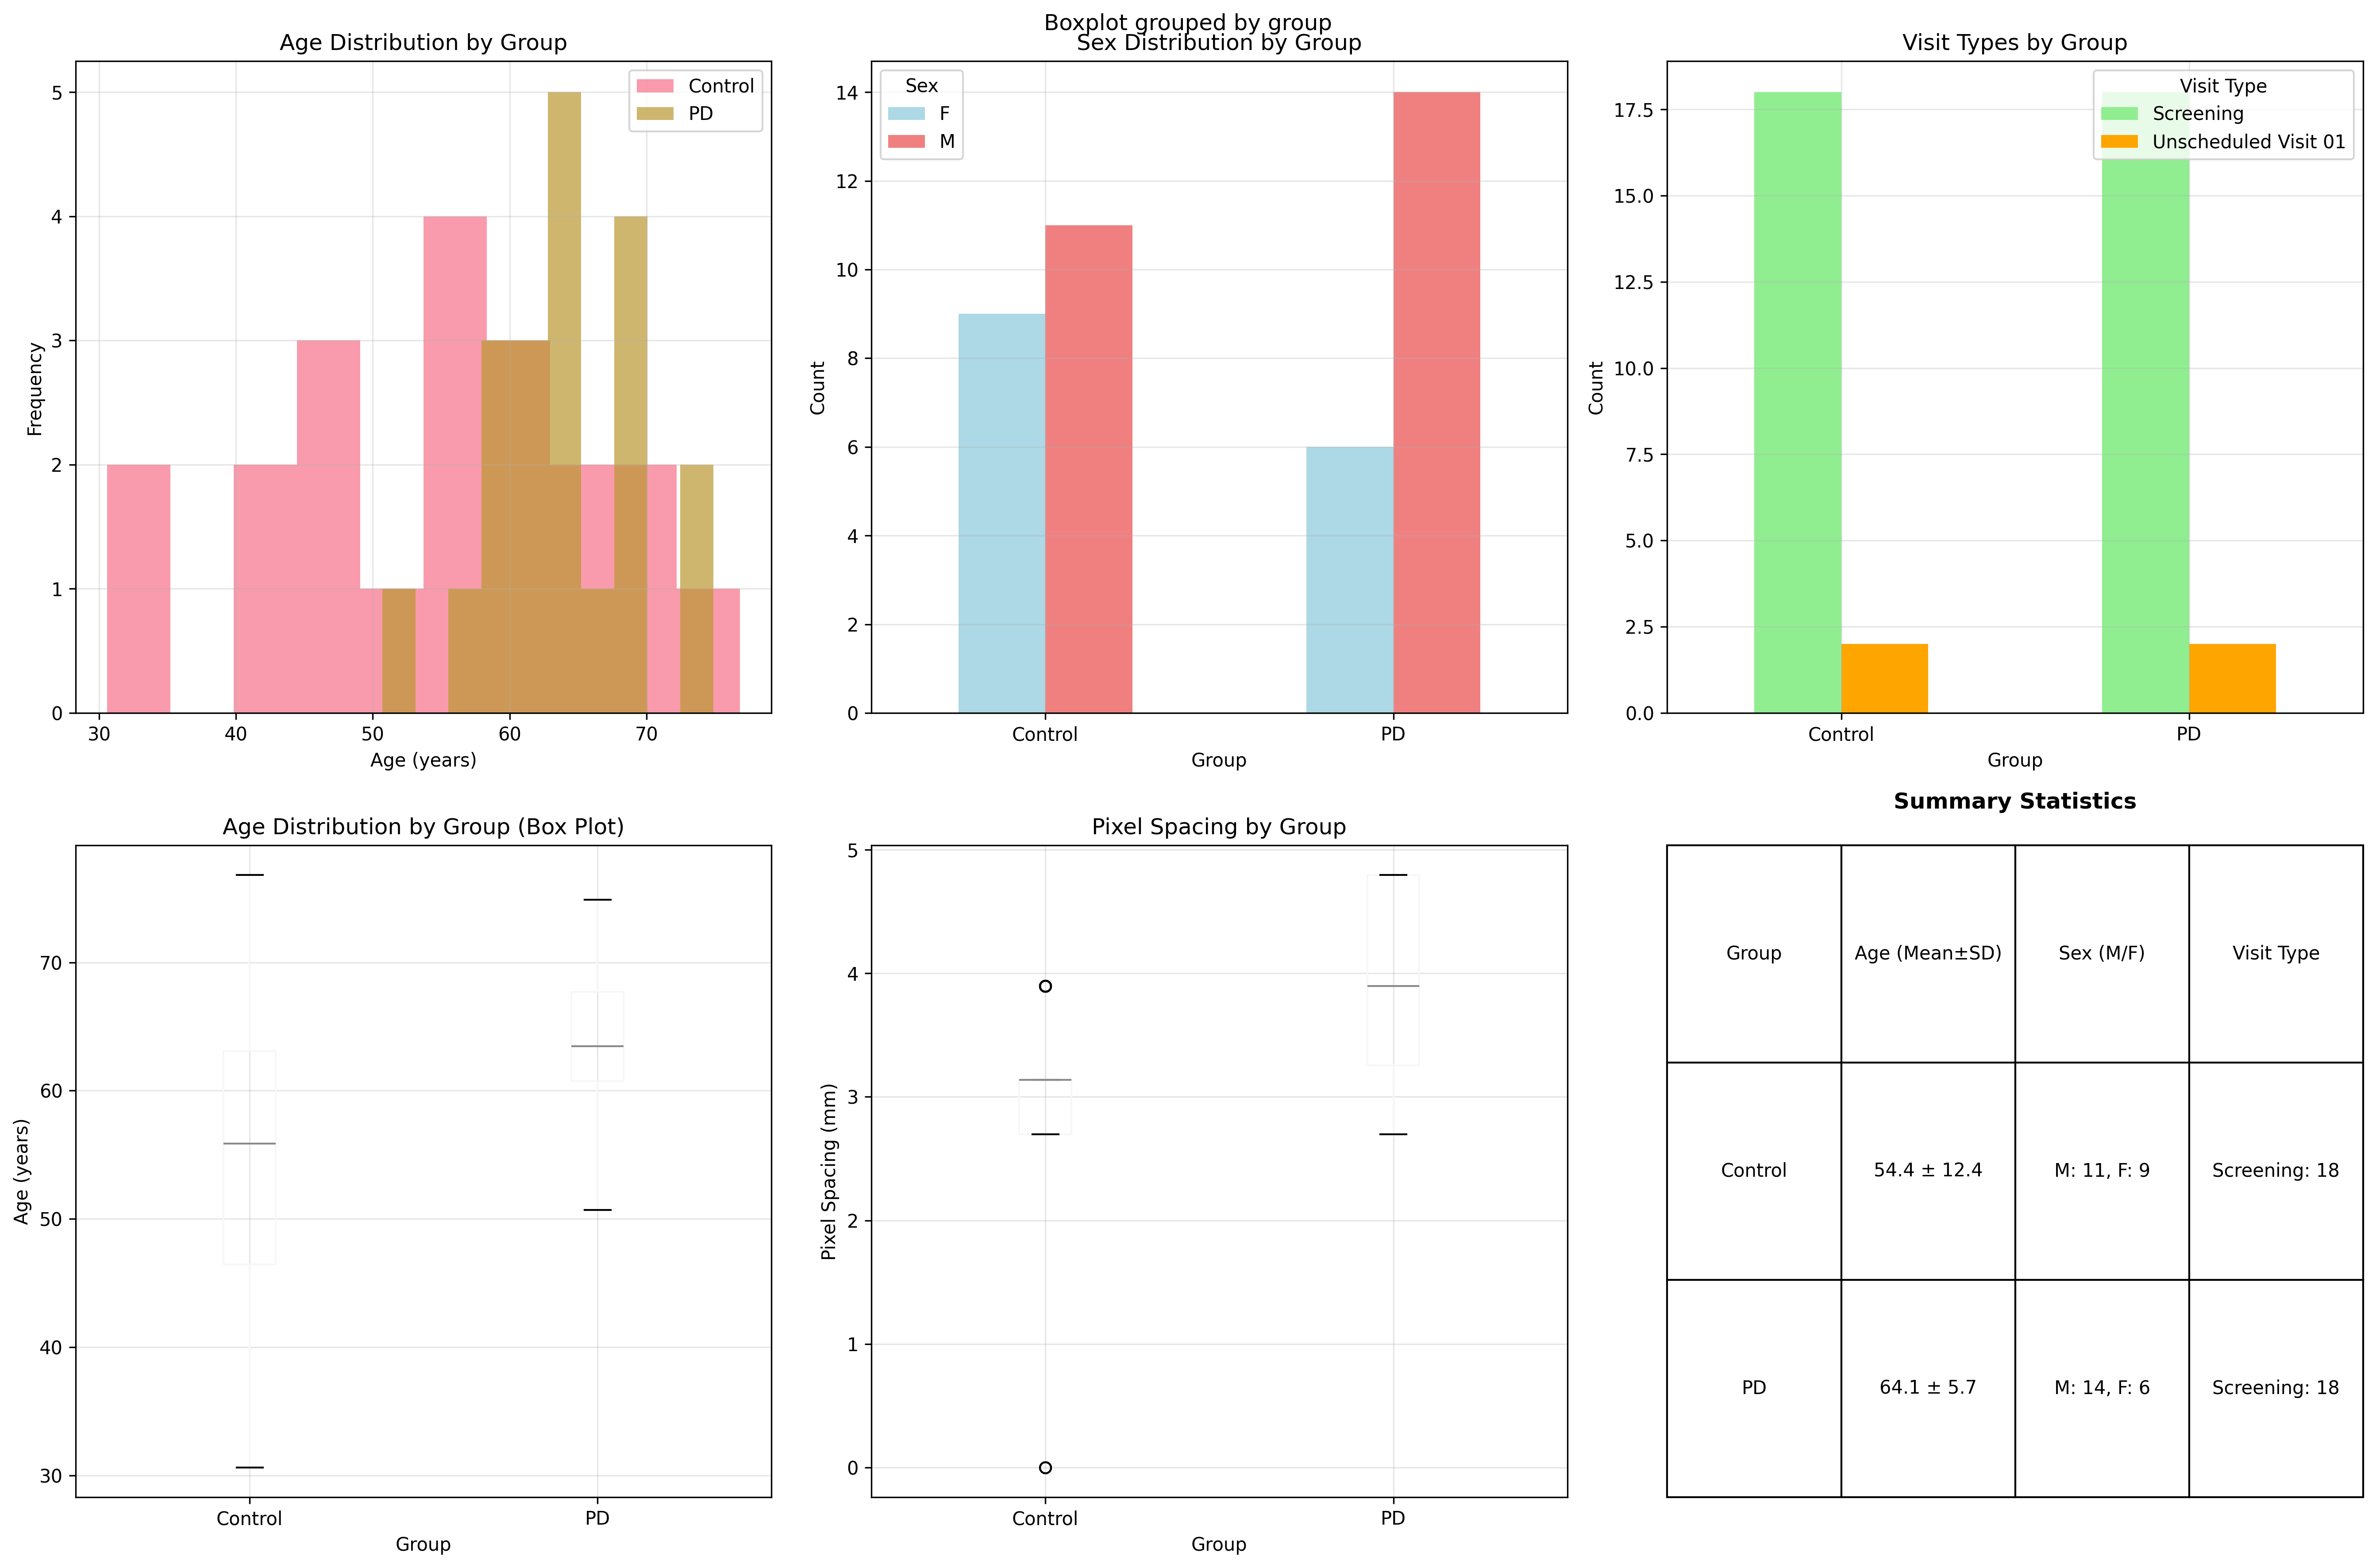 Boxplot grouped by group
Age Distribution by Group
Control
PD
5
4
3
2
1
0
Frequency
30 40 50 60 70
Age (years)
Sex Distribution by Group
Sex
F
M
14
12
10
8
6
4
2
0
Count
Control PD
Group
Visit Types by Group
Visit Type
Screening
Unscheduled Visit 01
17.5
15.0
12.5
10.0
7.5
5.0
2.5
0.0
Count
Control PD
Group
Age Distribution by Group (Box Plot)
70
60
50
40
30
Age (years)
Control PD
Group
Pixel Spacing by Group
5
4
3
2
1
0
Pixel Spacing (mm)
Control PD
Group
Summary Statistics
Group Age (Mean±SD) Sex (M/F) Visit Type
Control 54.4 ± 12.4 M: 11, F: 9 Screening: 18
PD 64.1 ± 5.7 M: 14, F: 6 Screening: 18